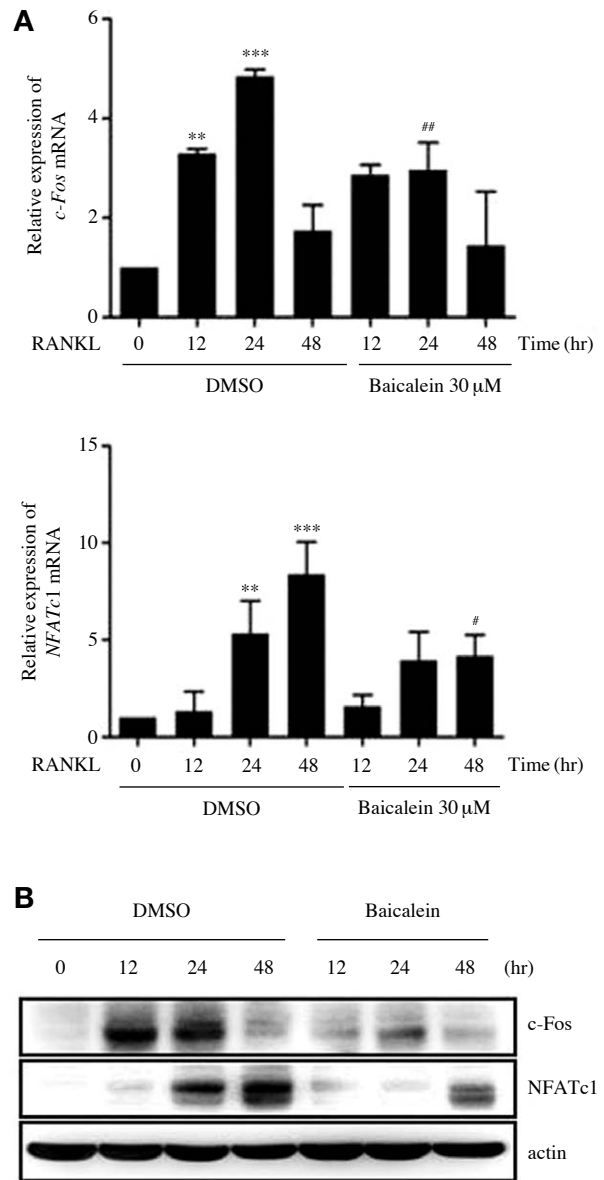 A
Relative expression of
c-Fos mRNA
6
4
2
0
**
***
##
RANKL 0 12 24 48 12 24 48 Time (hr)
DMSO Baicalein 30 μM
Relative expression of
NFATc1 mRNA
15
10
5
0
**
***
#
RANKL 0 12 24 48 12 24 48 Time (hr)
DMSO Baicalein 30 μM
B
DMSO Baicalein
0 12 24 48 12 24 48 (hr)
c-Fos
NFATc1
actin